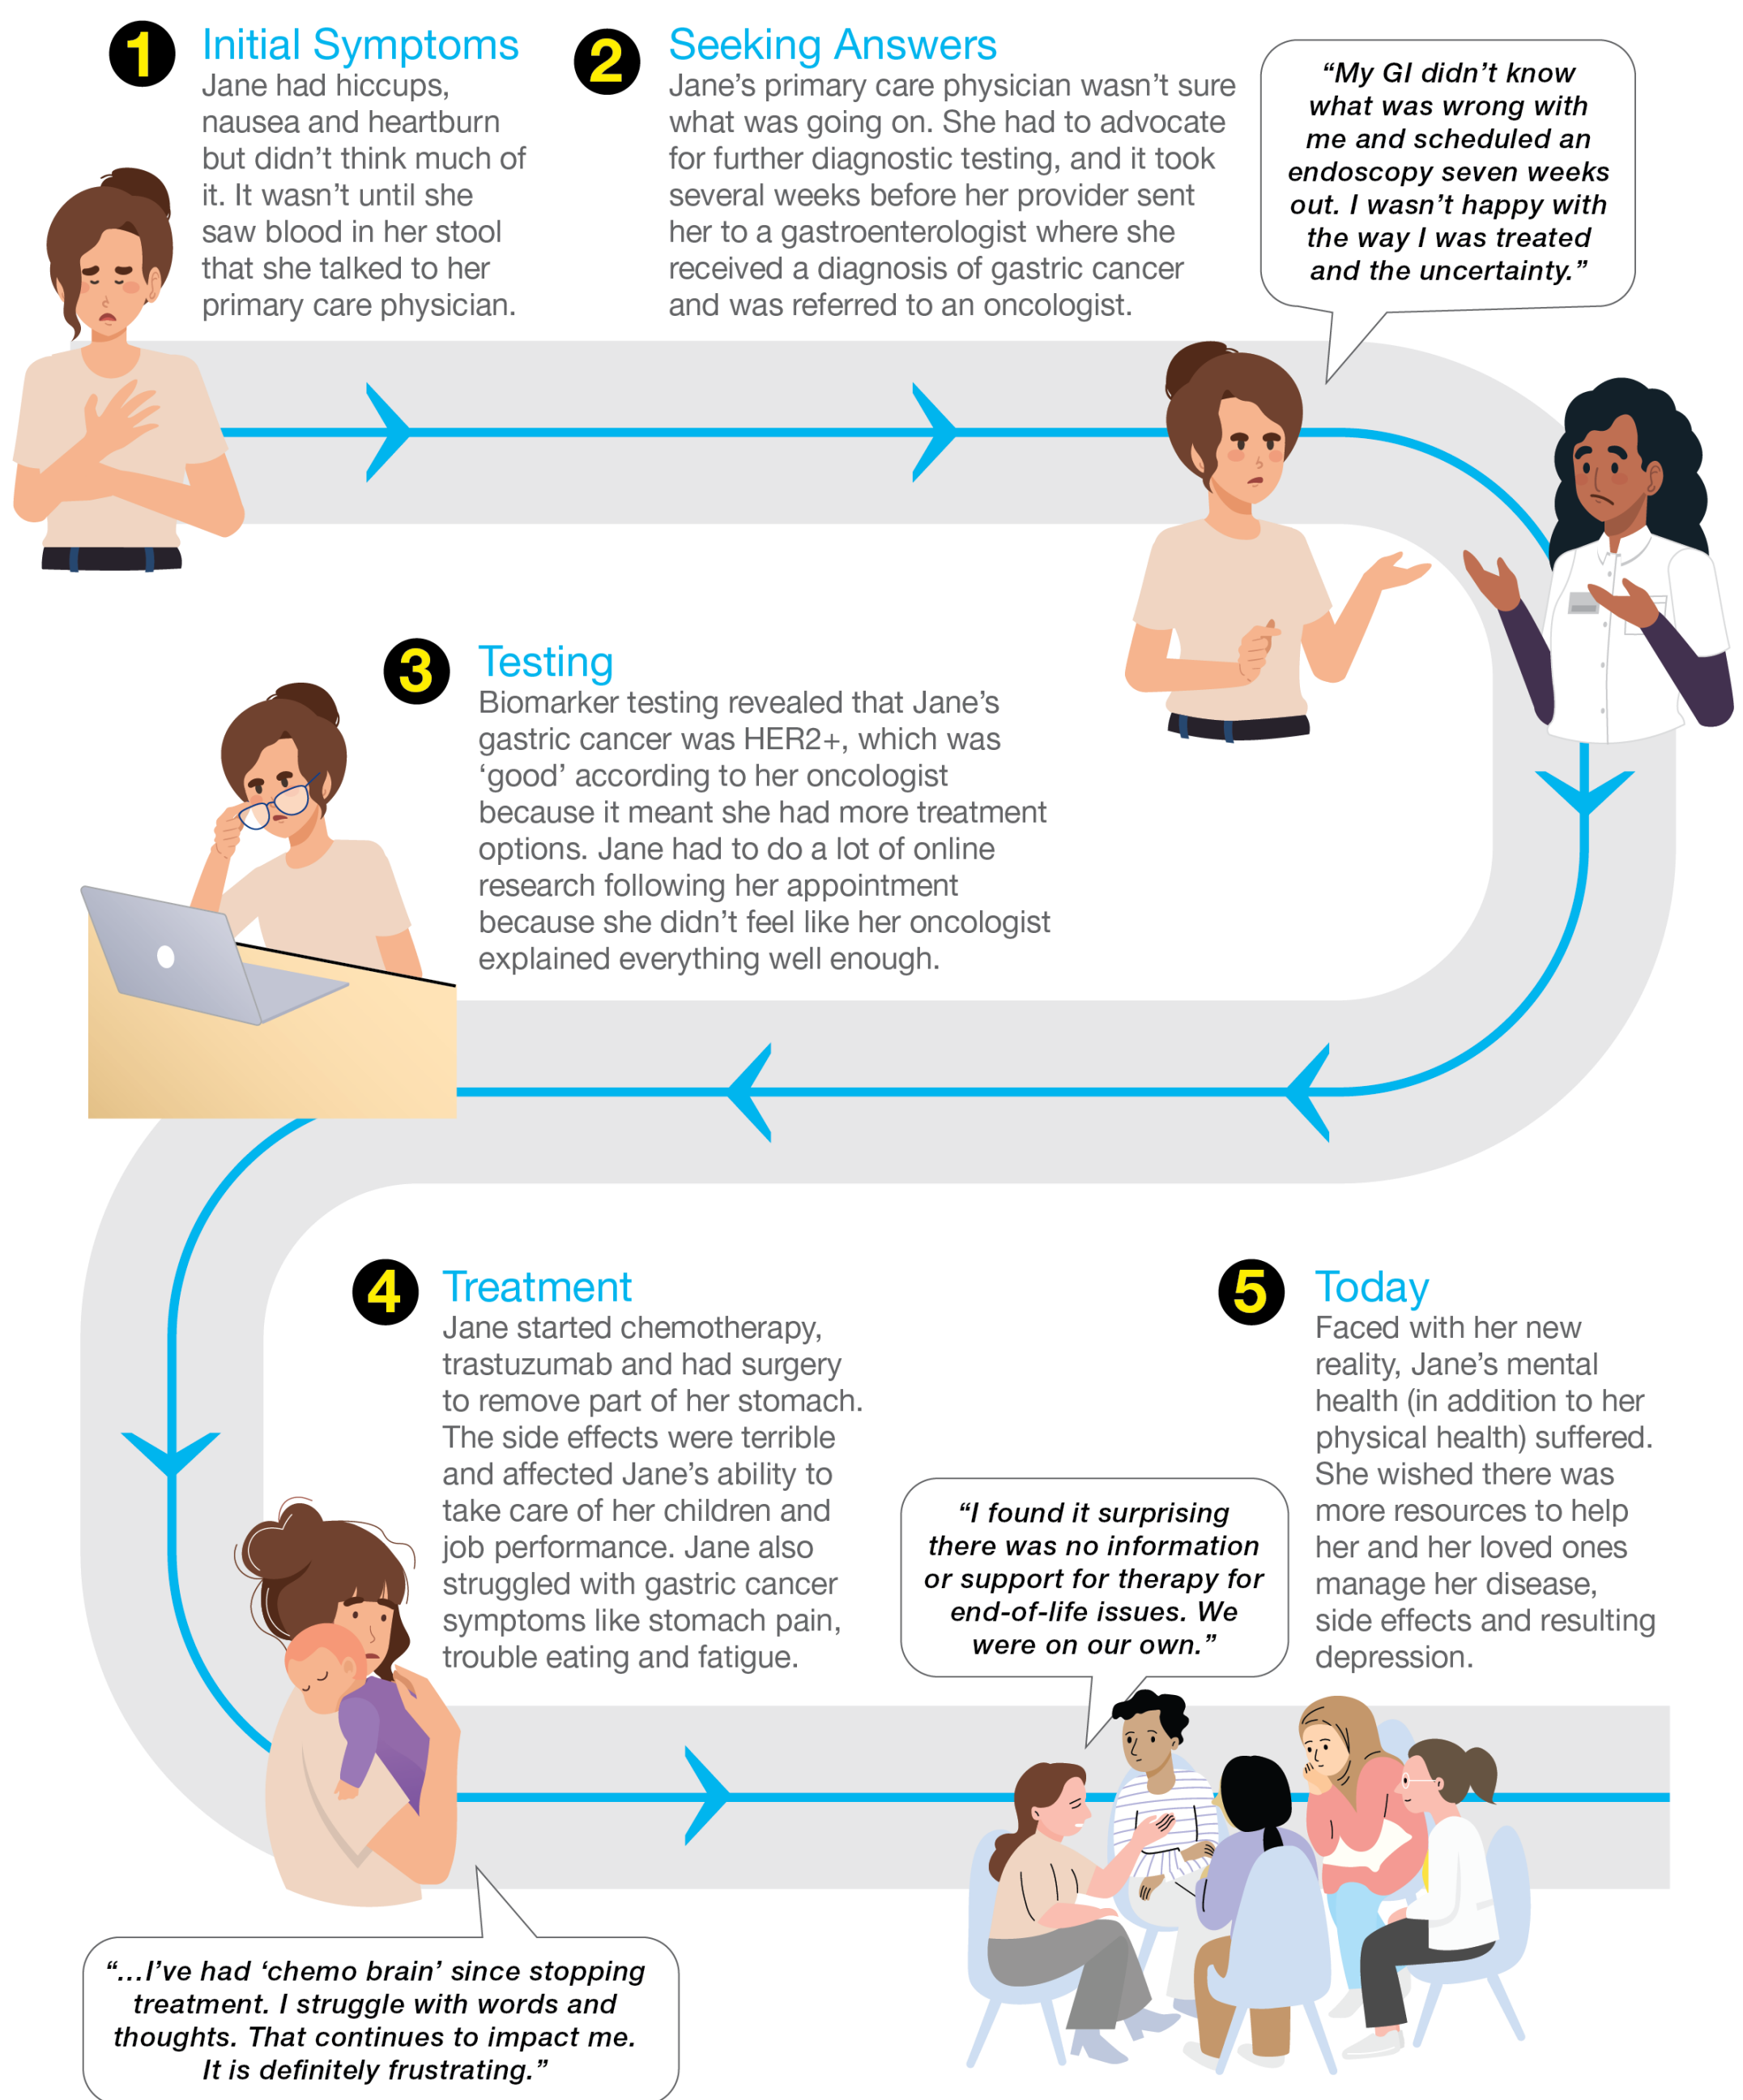 1
Initial Symptoms
Jane had hiccups,
nausea and heartburn
but didn’t think much of
it. It wasn’t until she
saw blood in her stool
that she talked to her
primary care physician.
2
Seeking Answers
Jane’s primary care physician wasn’t sure
what was going on. She had to advocate
for further diagnostic testing, and it took
several weeks before her provider sent
her to a gastroenterologist where she
received a diagnosis of gastric cancer
and was referred to an oncologist.
“My GI didn’t know
what was wrong with
me and scheduled an
endoscopy seven weeks
out. I wasn’t happy with
the way I was treated
and the uncertainty.”
3
Testing
Biomarker testing revealed that Jane’s
gastric cancer was HER2+, which was
‘good’ according to her oncologist
because it meant she had more treatment
options. Jane had to do a lot of online
research following her appointment
because she didn’t feel like her oncologist
explained everything well enough.
4
Treatment
Jane started chemotherapy,
trastuzumab and had surgery
to remove part of her stomach.
The side effects were terrible
and affected Jane’s ability to
take care of her children and
job performance. Jane also
struggled with gastric cancer
symptoms like stomach pain,
trouble eating and fatigue.
“...I’ve had ‘chemo brain’ since stopping
treatment. I struggle with words and
thoughts. That continues to impact me.
It is definitely frustrating.”
5
Today
Faced with her new
reality, Jane’s mental
health (in addition to her
physical health) suffered.
She wished there was
more resources to help
her and her loved ones
manage her disease,
side effects and resulting
depression.
“I found it surprising
there was no information
or support for therapy for
end-of-life issues. We
were on our own.”